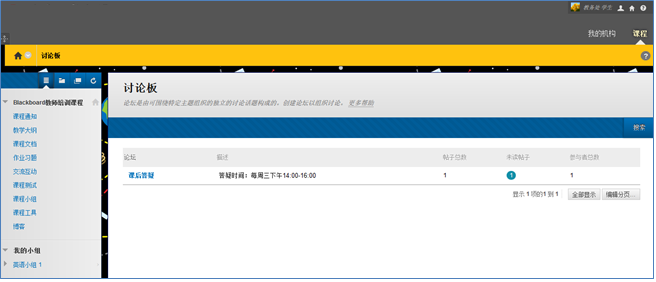 教务处 学生
我的机构 课程
讨论板
讨论板
论坛是由可围绕特定主题组织的独立的讨论话题构成的。创建论坛以组织讨论。 更多帮助
搜索
论坛 描述 帖子总数 未读帖子 参与者总数
课后答疑 答疑时间：每周三下午14:00-16:00 1 1 1
显示 1 项的1 到 1 全部显示 编辑分页...
Blackboard教师培训课程
课程通知
教学大纲
课程文档
作业习题
交流互动
课程测试
课程小组
课程工具
博客
我的小组
英语小组 1